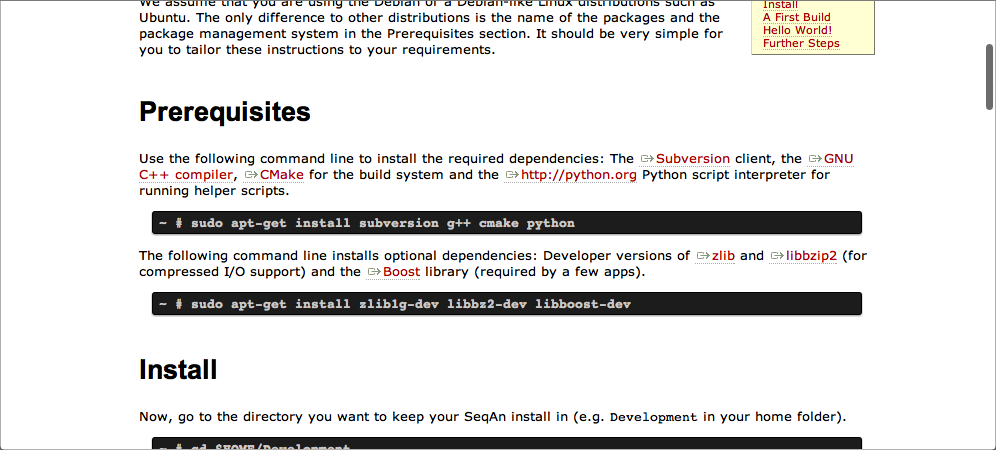 We assume that you are using the Debian or a Debian-like Linux distributions such as
Ubuntu. The only difference to other distributions is the name of the packages and the
package management system in the Prerequisites section. It should be very simple for
you to tailor these instructions to your requirements.
Install
A First Build
Hello World!
Further Steps
Prerequisites
Use the following command line to install the required dependencies: The Subversion client, the GNU
C++ compiler, CMake for the build system and the http://python.org Python script interpreter for
running helper scripts.
~ # sudo apt-get install subversion g++ cmake python
The following command line installs optional dependencies: Developer versions of zlib and libbzip2 (for
compressed I/O support) and the Boost library (required by a few apps).
~ # sudo apt-get install zlib1g-dev libbz2-dev libboost-dev
Install
Now, go to the directory you want to keep your SeqAn install in (e.g. Development in your home folder).
~ # cd $HOME/Development